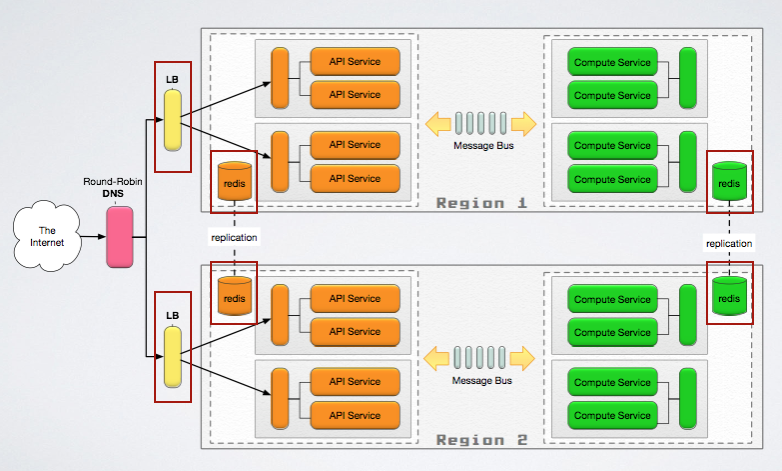 LB
API Service
API Service
API Service
API Service
redis
Message Bus
Compute Service
Compute Service
Compute Service
Compute Service
redis
Region 1
Round-Robin
DNS
The
Internet
replication
replication
LB
redis
API Service
API Service
API Service
API Service
Message Bus
Compute Service
Compute Service
Compute Service
Compute Service
redis
Region 2